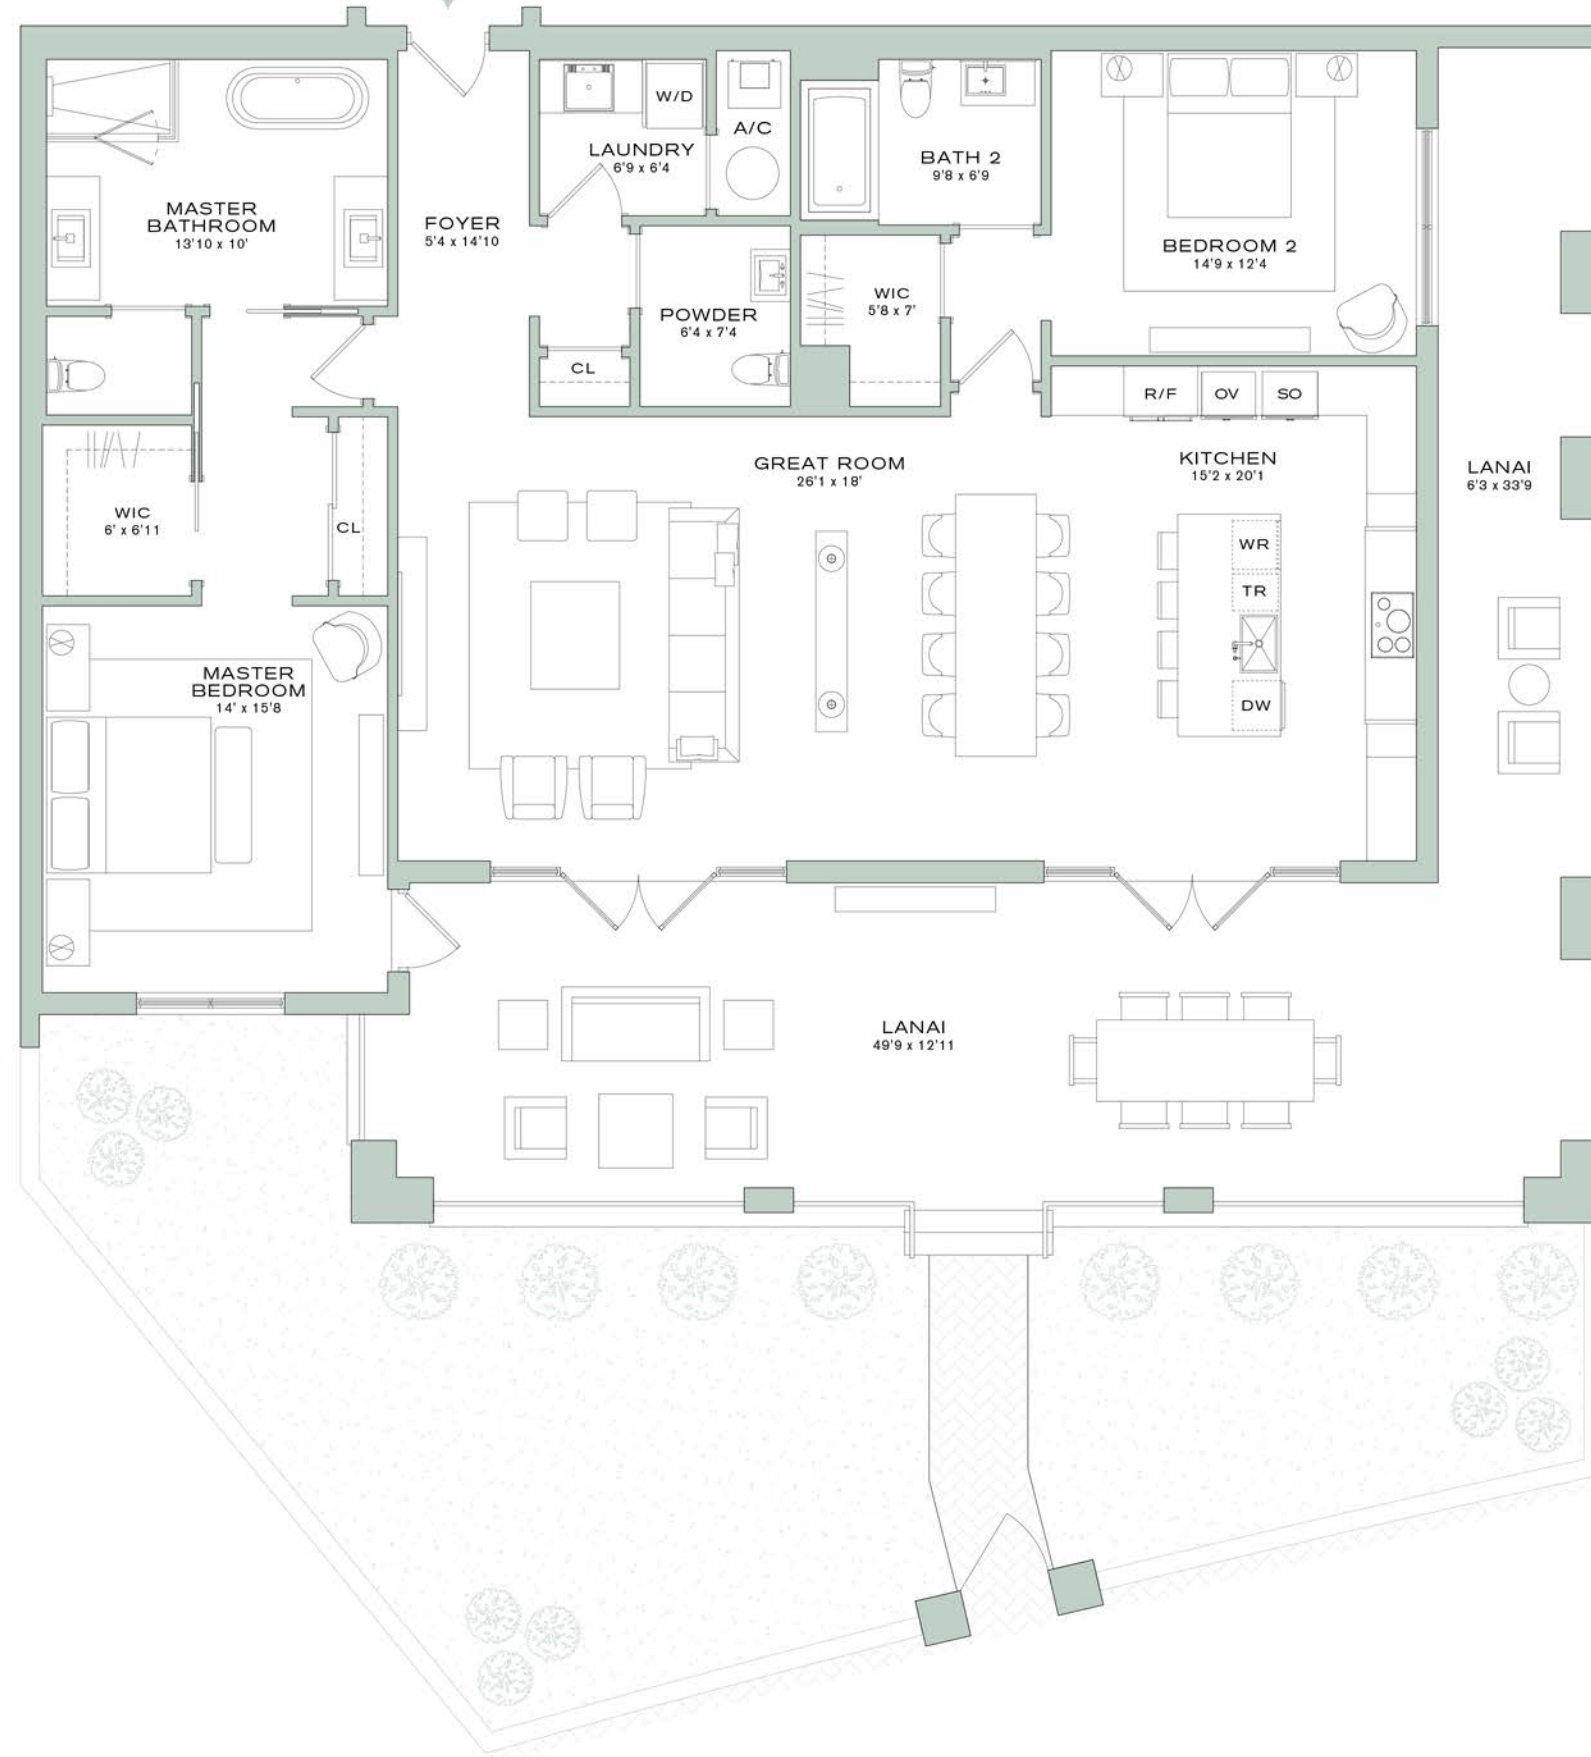 W/D
A/C
LAUNDRY
6'9 x 6'4
BATH 2
9'8 x 6'9
MASTER
BATHROOM
13'10 x 10'
FOYER
5'4 x 14'10
BEDROOM 2
14'9 x 12'4
WIC
5'8 x 7'
POWDER
6'4 x 7'4
CL
R/F
OV
SO
GREAT ROOM
26'1 x 18'
KITCHEN
15'2 x 20'1
LANAI
6'3 x 33'9
WIC
6' x 6'11
CL
WR
TR
DW
MASTER
BEDROOM
14' x 15'8
LANAI
49'9 x 12'11